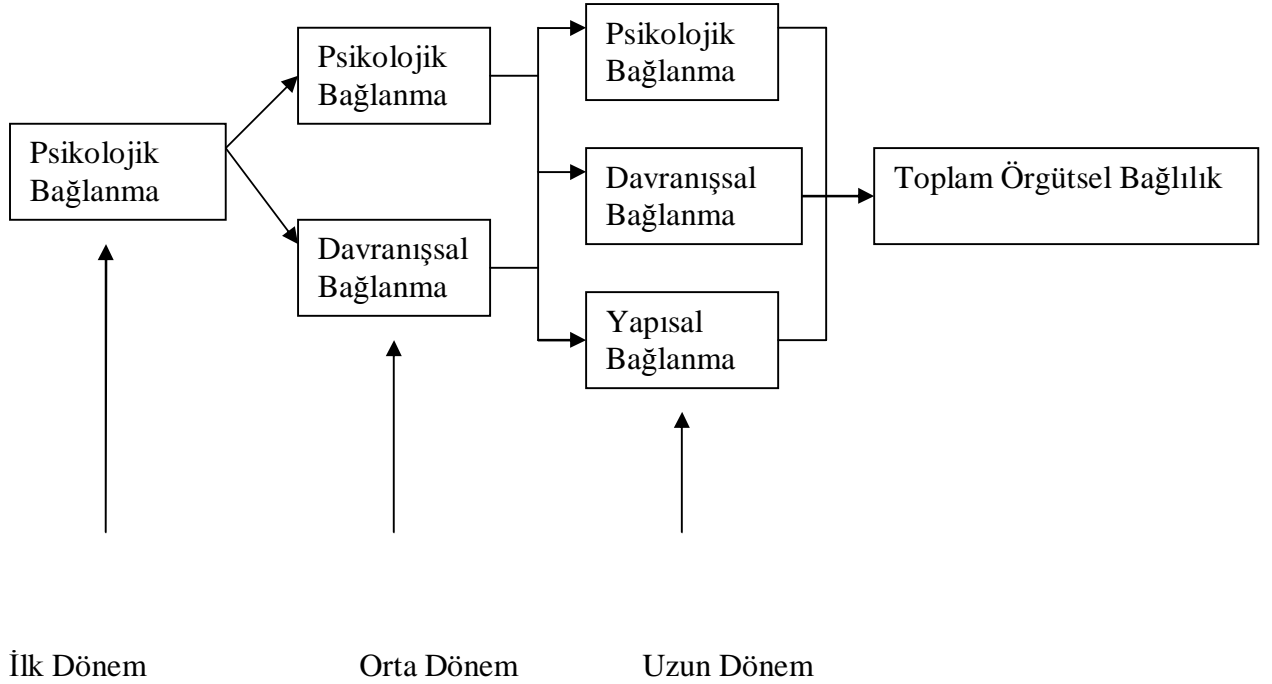 Psikolojik
Bağlanma
Psikolojik
Bağlanma
Davranışsal
Bağlanma
Psikolojik
Bağlanma
Davranışsal
Bağlanma
Yapısal
Bağlanma
Toplam Örgütsel Bağlılık
İlk Dönem
Orta Dönem
Uzun Dönem